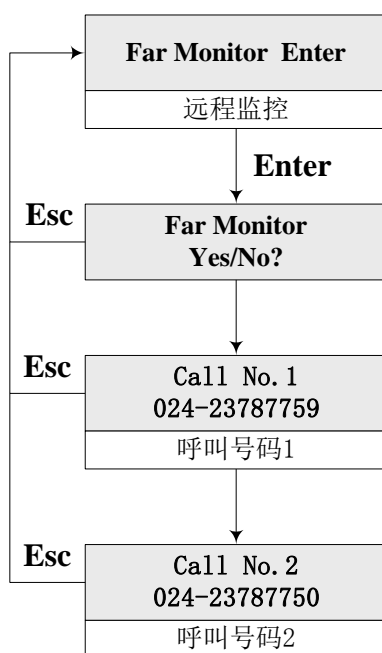 Far Monitor Enter
远程监控
Enter
Esc
Far Monitor
Yes/No?
Esc
Call No.1
024-23787759
呼叫号码1
Esc
Call No.2
024-23787750
呼叫号码2